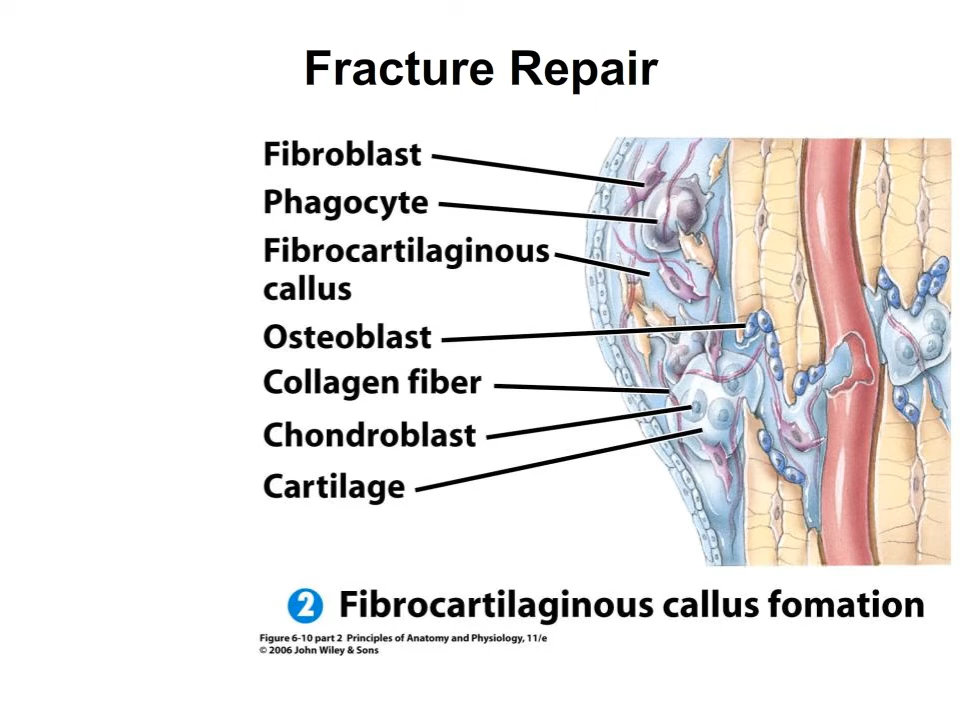 Fracture Repair
Fibroblast
Phagocyte
Fibrocartilaginous
callus
Osteoblast
Collagen fiber
Chondroblast
Cartilage
2 Fibrocartilaginous callus fomation
Figure 6-10 part 2 Principles of Anatomy and Physiology, 11/e
© 2006 John Wiley & Sons